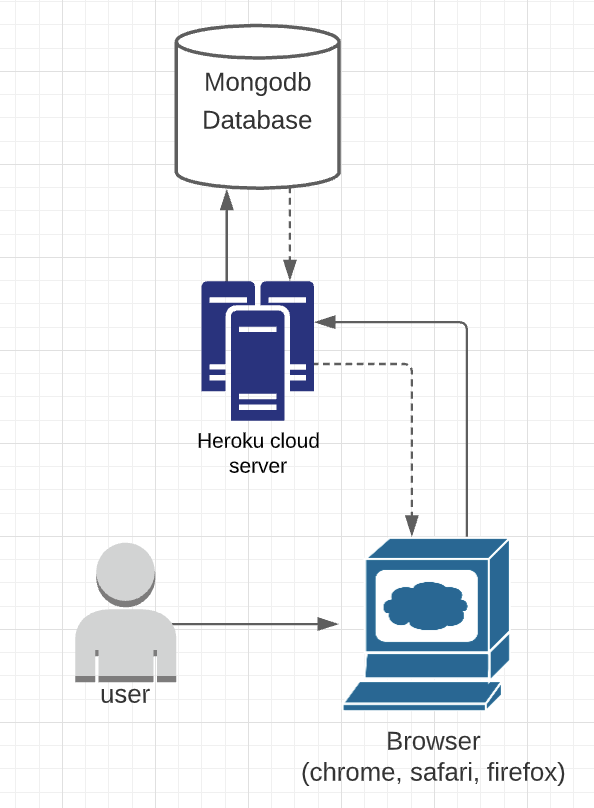 Mongodb
Database
Heroku cloud
server
user
Browser
(chrome, safari, firefox)